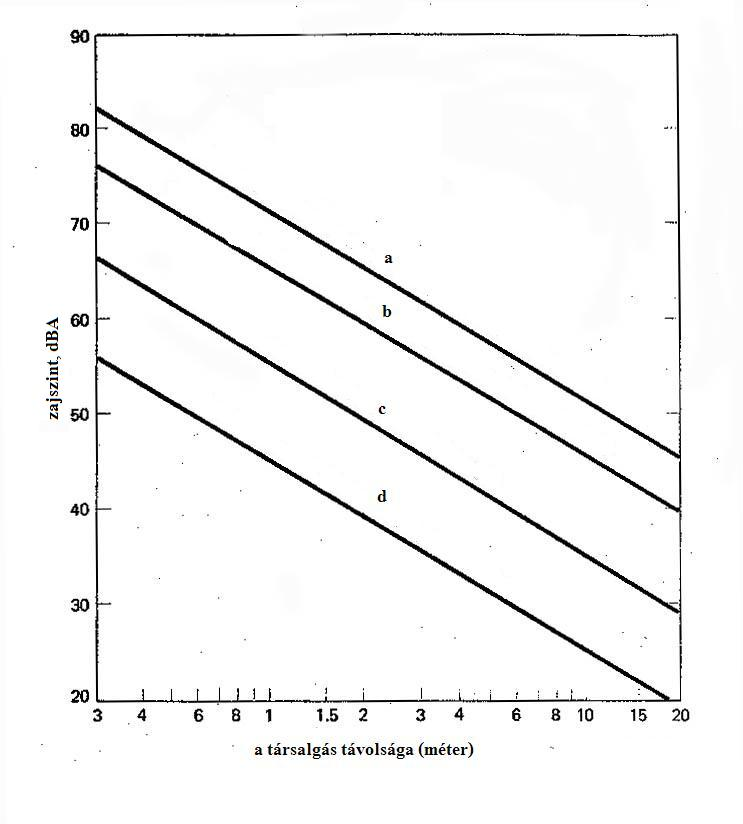 90
80
70
60
50
40
30
20
zajszint, dBA
a
b
c
d
3 4 6 8 1 1.5 2 3 4 6 8 10 15 20
a társalgás távolsága (méter)